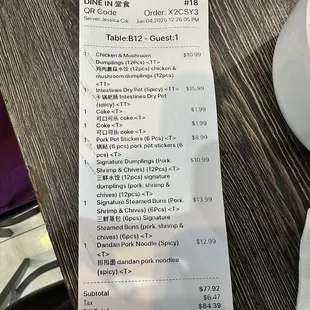 DINE IN 堂食
#18
QR Code
Order: X2CSY3
Server: Jessica Cik
Jan 04, 2025 12:26:05 PM
Table:B12 - Guest:1
1 Chicken & Mushroom $10.99
Dumplings (12pcs) <T>
鸡肉蘑菇水饺 (12pcs) chicken &
mushroom dumplings (12pcs)
<T>
1 Intestines Dry Pot (Spicy) <TT> $15.99
干锅肥肠 Intestines Dry Pot
(spicy) <TT>
1 Coke <T> $1.99
可口可乐 coke <T>
1 Coke <T> $1.99
可口可乐 coke <T>
1 Pork Pot Stickers (6 Pcs) <T> $8.99
锅贴 (6 pcs) pork pot stickers (6
pcs) <T>
1 Signature Dumplings (Pork, $10.99
Shrimp & Chives) (12pcs) <T>
三鲜水饺 (12pcs) signature
dumplings (pork, shrimp &
chives) (12pcs) <T>
1 Signature Steamed Buns (Pork, $13.99
Shrimp & Chives) (6Pcs) <T>
三鲜蒸包 (6pcs) Signature
Steamed Buns (pork, shrimp &
chives) (6pcs) <T>
1 Dandan Pork Noodle (Spicy) $12.99
<T>
担担面 dandan pork noodle
(spicy) <T>
Subtotal $77.92
Tax $6.47
$84.39